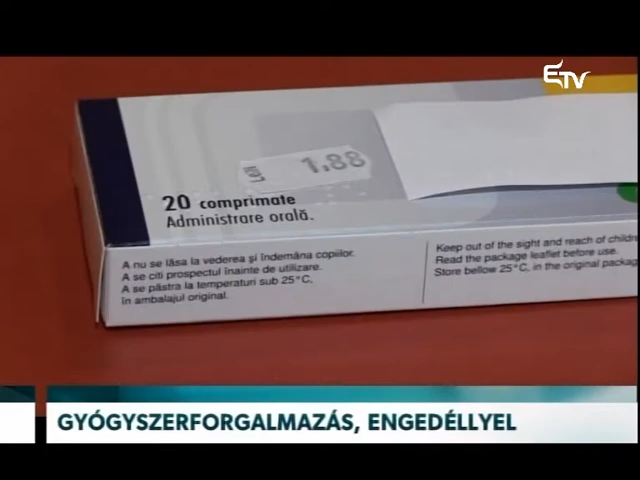 ETV
1.88
20 comprimate
Administrare orală.
A nu se lăsa la vederea şi îndemâna copiilor.
A se citi prospectul înainte de utilizare.
A se păstra la temperaturi sub 25°C,
în ambalajul original.
Keep out of the sight and reach of childre
Read the package leaflet before use.
Store bellow 25°C, in the original packag
GYÓGYSZERFORGALMAZÁS, ENGEDÉLLYEL